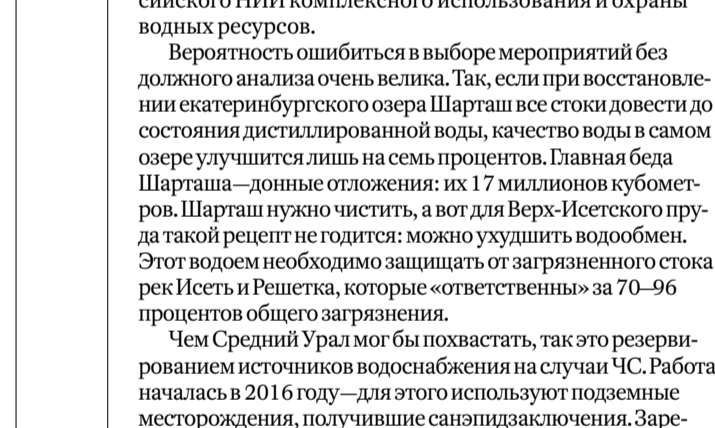 сийского НИИ комплексного использования и охраны
водных ресурсов.
Вероятность ошибиться в выборе мероприятий без
должного анализа очень велика. Так, если при восстановле-
нии екатеринбургского озера Шарташ все стоки довести до
состояния дистиллированной воды, качество воды в самом
озере улучшится лишь на семь процентов. Главная беда
Шарташа—донные отложения: их 17 миллионов кубомет-
ров. Шарташ нужно чистить, а вот для Верх-Исетского пру-
да такой рецепт не годится: можно ухудшить водообмен.
Этот водоем необходимо защищать от загрязненного стока
рек Исеть и Решетка, которые «ответственны» за 70–96
процентов общего загрязнения.
Чем Средний Урал мог бы похвастать, так это резерви-
рованием источников водоснабжения на случаи ЧС. Работа
началась в 2016 году—для этого используют подземные
месторождения, получившие санэпидзаключения. Заре-